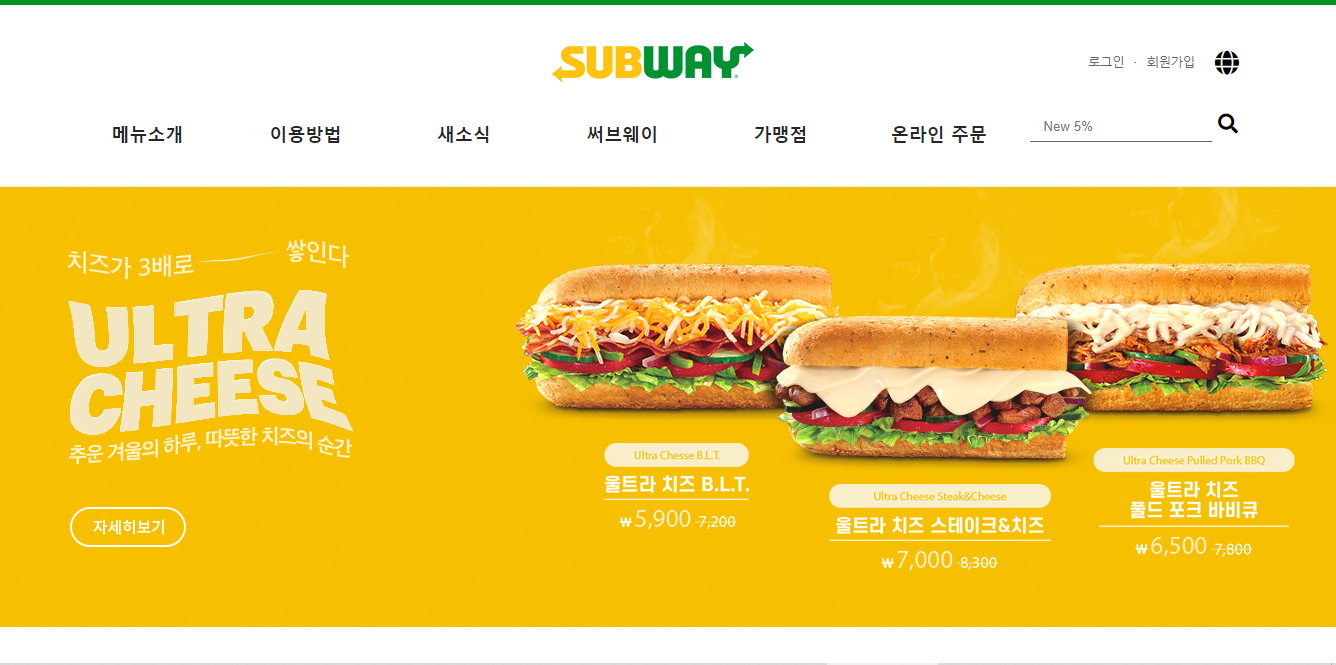 SUBWAY
로그인 · 회원가입
메뉴소개 이용방법 새소식 써브웨이 가맹점 온라인 주문
New 5%
치즈가 3배로 쌓인다
ULTRA
CHEESE
추운 겨울의 하루, 따뜻한 치즈의 순간
자세히보기
Ultra Chesse B.L.T.
울트라 치즈 B.L.T.
₩5,900 7,200
Ultra Cheese Steak&Cheese
울트라 치즈 스테이크&치즈
₩7,000 8,300
Ultra Cheese Pulled Pork BBQ
울트라 치즈
풀드 포크 바비큐
₩6,500 7,800